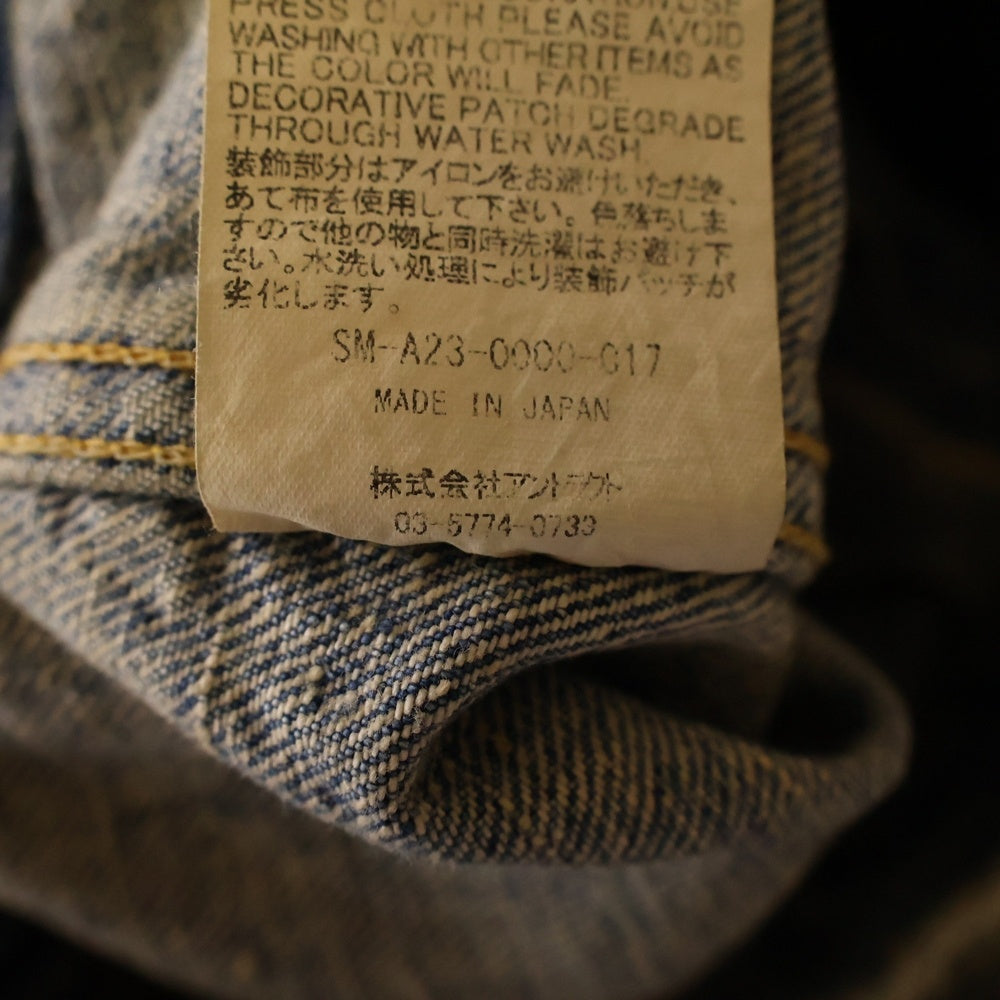 USE
PRESS CLOTH PLEASE AVOID
WASHING WITH OTHER ITEMS AS
THE COLOR WILL FADE
DECORATIVE PATCH DEGRADE
THROUGH WATER WASH.
装飾部分はアイロンをお避けいただき、
あて布を使用して下さい。色落ちしま
すので他の物と同時洗濯はお避け下
さい。水洗い処理により装飾パッチが
劣化します。
SM-A23-0000-017
MADE IN JAPAN
株式会社アントラクト
03-5774-0739